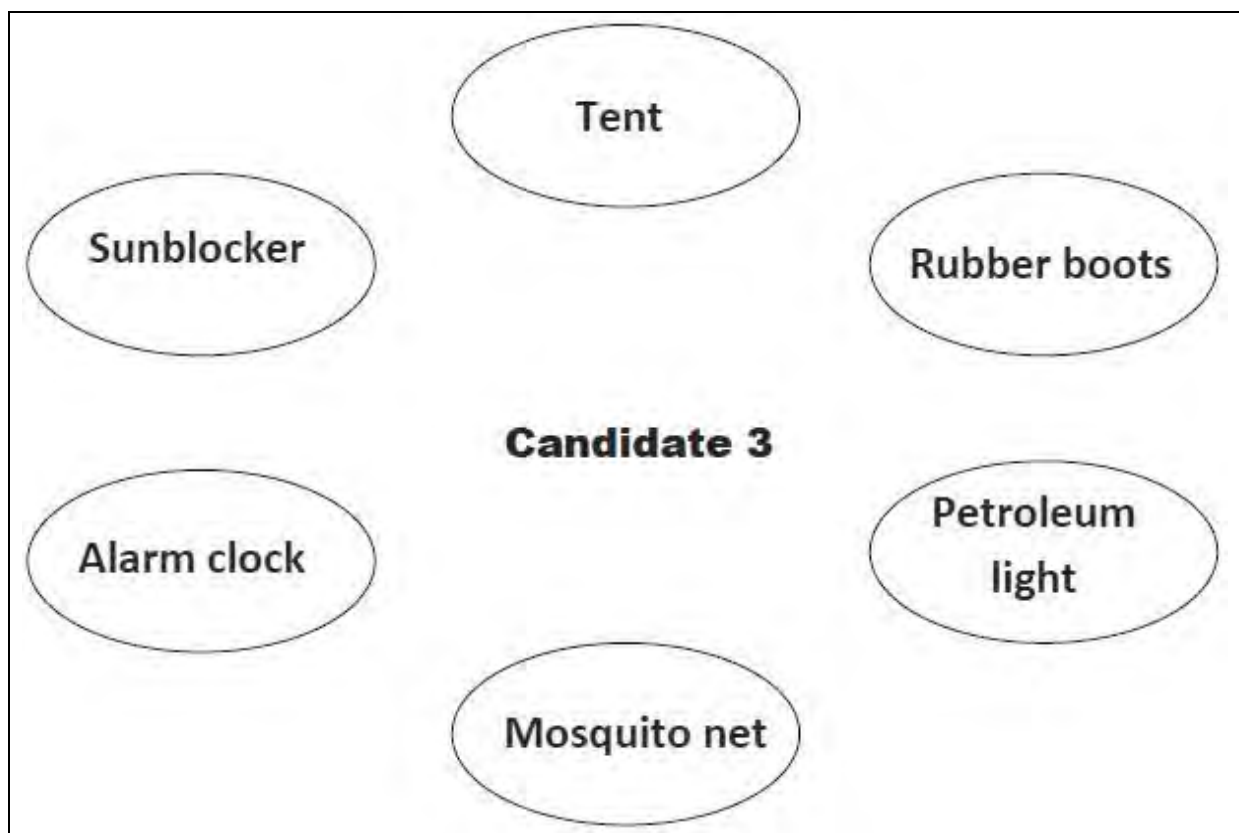 Tent
Sunblocker
Rubber boots
Candidate 3
Alarm clock
Petroleum
light
Mosquito net